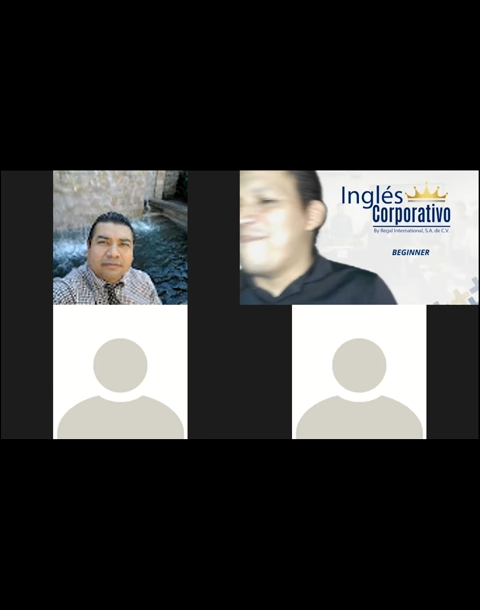 Inglés
Corporativo
By Regal International, S.A. de C.V.
BEGINNER